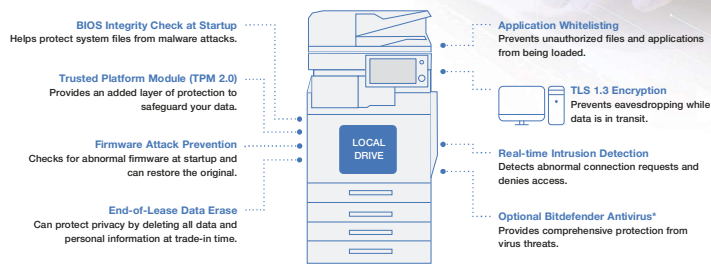 BIOS Integrity Check at Startup
Helps protect system files from malware attacks.
Trusted Platform Module (TPM 2.0)
Provides an added layer of protection to
safeguard your data.
Firmware Attack Prevention
Checks for abnormal firmware at startup and
can restore the original.
End-of-Lease Data Erase
Can protect privacy by deleting all data and
personal information at trade-in time.
LOCAL
DRIVE
Application Whitelisting
Prevents unauthorized files and applications
from being loaded.
TLS 1.3 Encryption
Prevents eavesdropping while
data is in transit.
Real-time Intrusion Detection
Detects abnormal connection requests and
denies access.
Optional Bitdefender Antivirus*
Provides comprehensive protection from
virus threats.